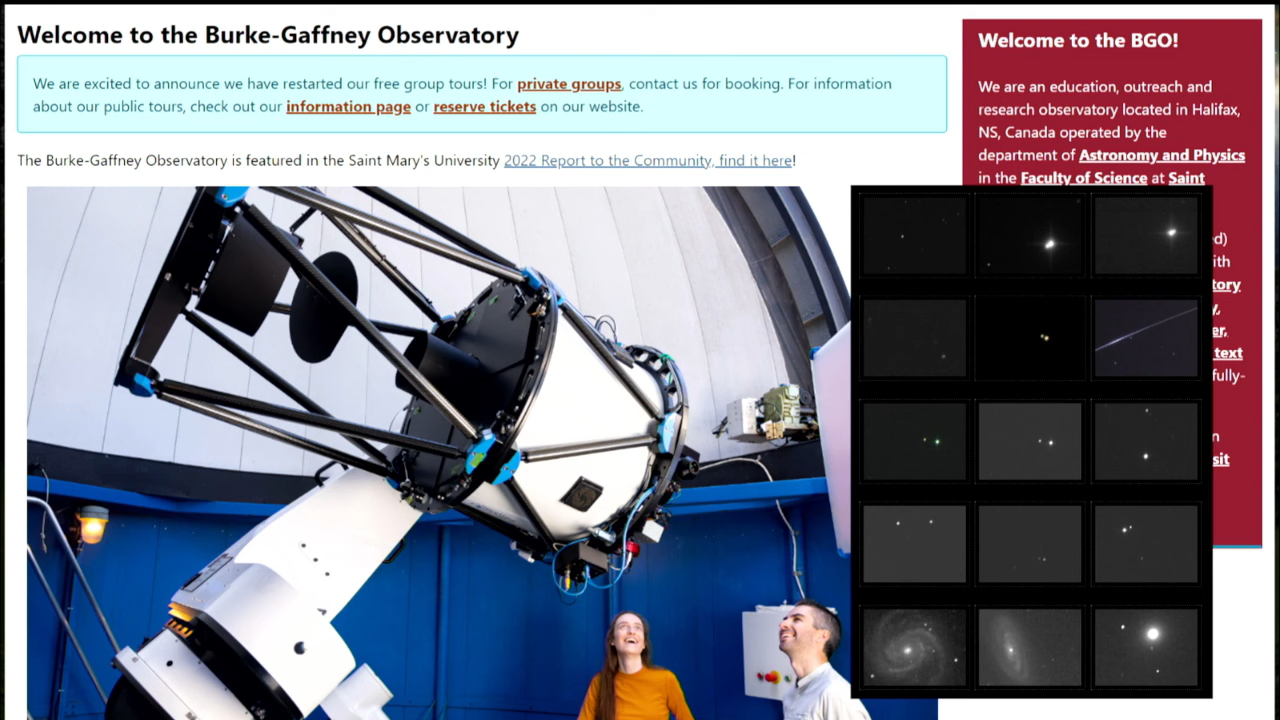 Welcome to the Burke-Gaffney Observatory
We are excited to announce we have restarted our free group tours! For private groups, contact us for booking. For information
about our public tours, check out our information page or reserve tickets on our website.
The Burke-Gaffney Observatory is featured in the Saint Mary's University 2022 Report to the Community, find it here!
Welcome to the BGO!
We are an education, outreach and
research observatory located in Halifax,
NS, Canada operated by the
department of Astronomy and Physics
in the Faculty of Science at Saint
text
fully-